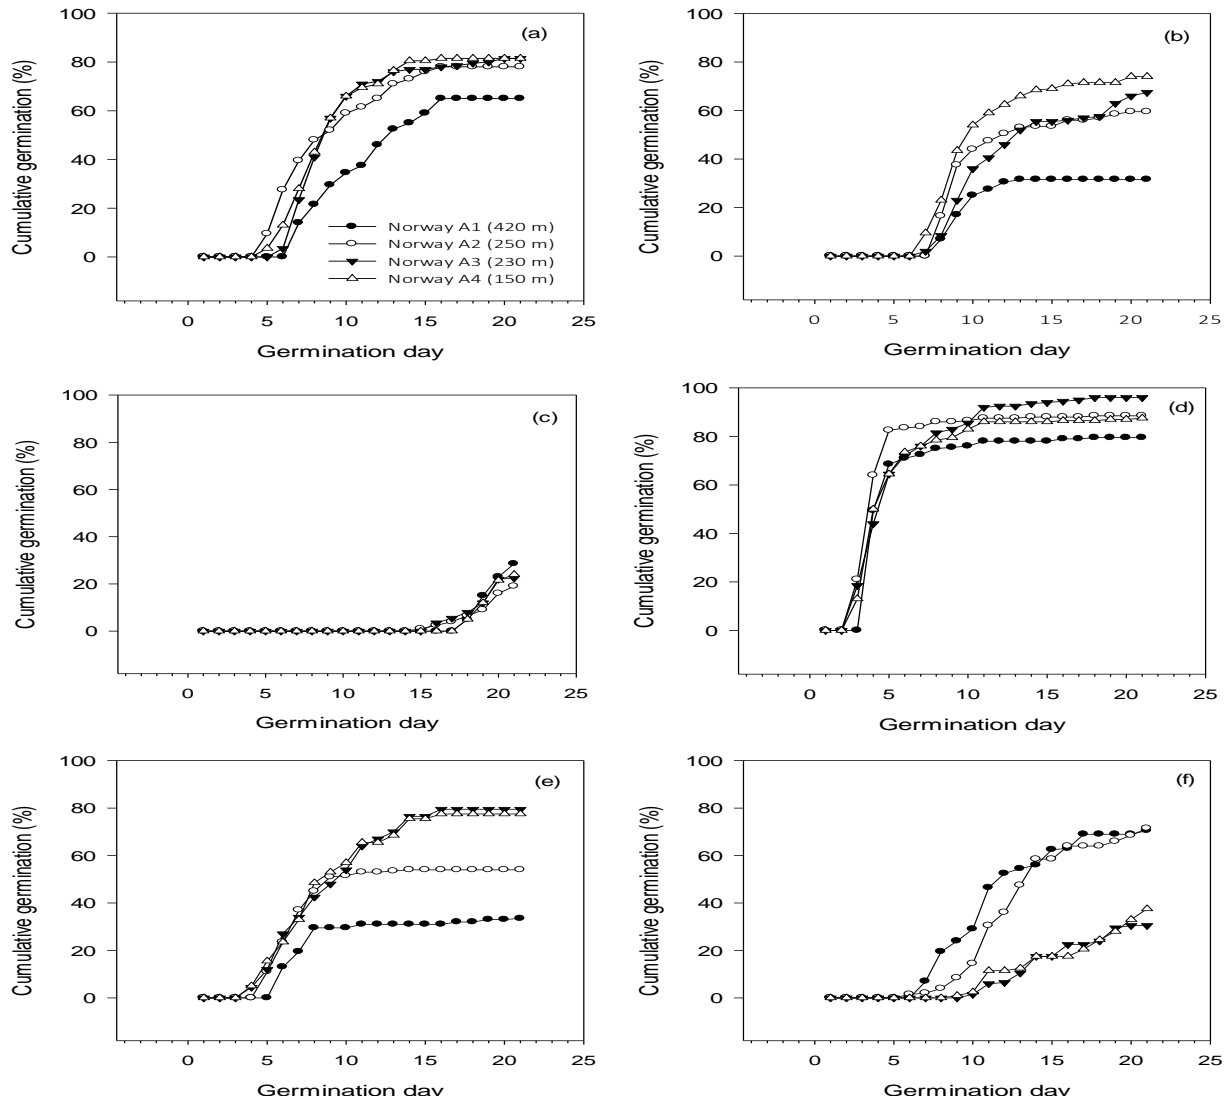 (a)
100
80
60
40
20
0
Cumulative germination (%)
Norway A1 (420 m)
Norway A2 (250 m)
Norway A3 (230 m)
Norway A4 (150 m)
0 5 10 15 20 25
Germination day
(b)
100
80
60
40
20
0
Cumulative germination (%)
0 5 10 15 20 25
Germination day
(c)
100
80
60
40
20
0
Cumulative germination (%)
0 5 10 15 20 25
Germination day
(d)
100
80
60
40
20
0
Cumulative germination (%)
0 5 10 15 20 25
Germination day
(e)
100
80
60
40
20
0
Cumulative germination (%)
0 5 10 15 20 25
Germination day
(f)
100
80
60
40
20
0
Cumulative germination (%)
0 5 10 15 20 25
Germination day